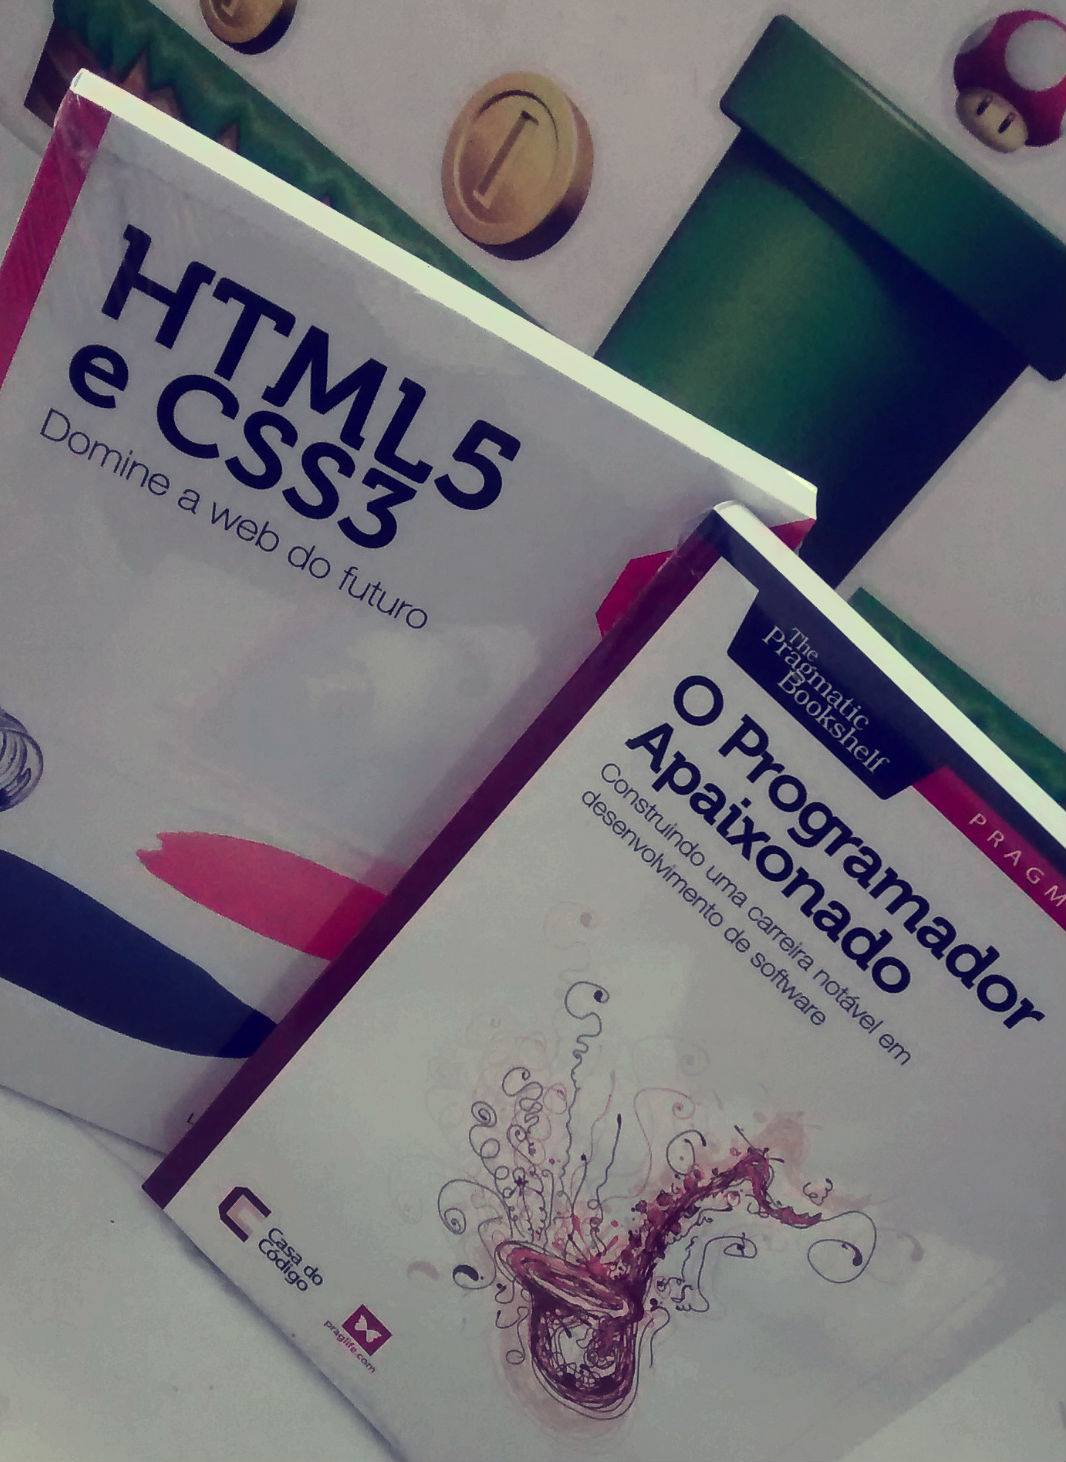 HTML5
e CSS3
Domine a web do futuro
The
Pragmatic
Bookshelf
PRAGM
O Programador
Apaixonado
Construindo uma carreira notável em
desenvolvimento de software
Casa do
Código
praglife.com